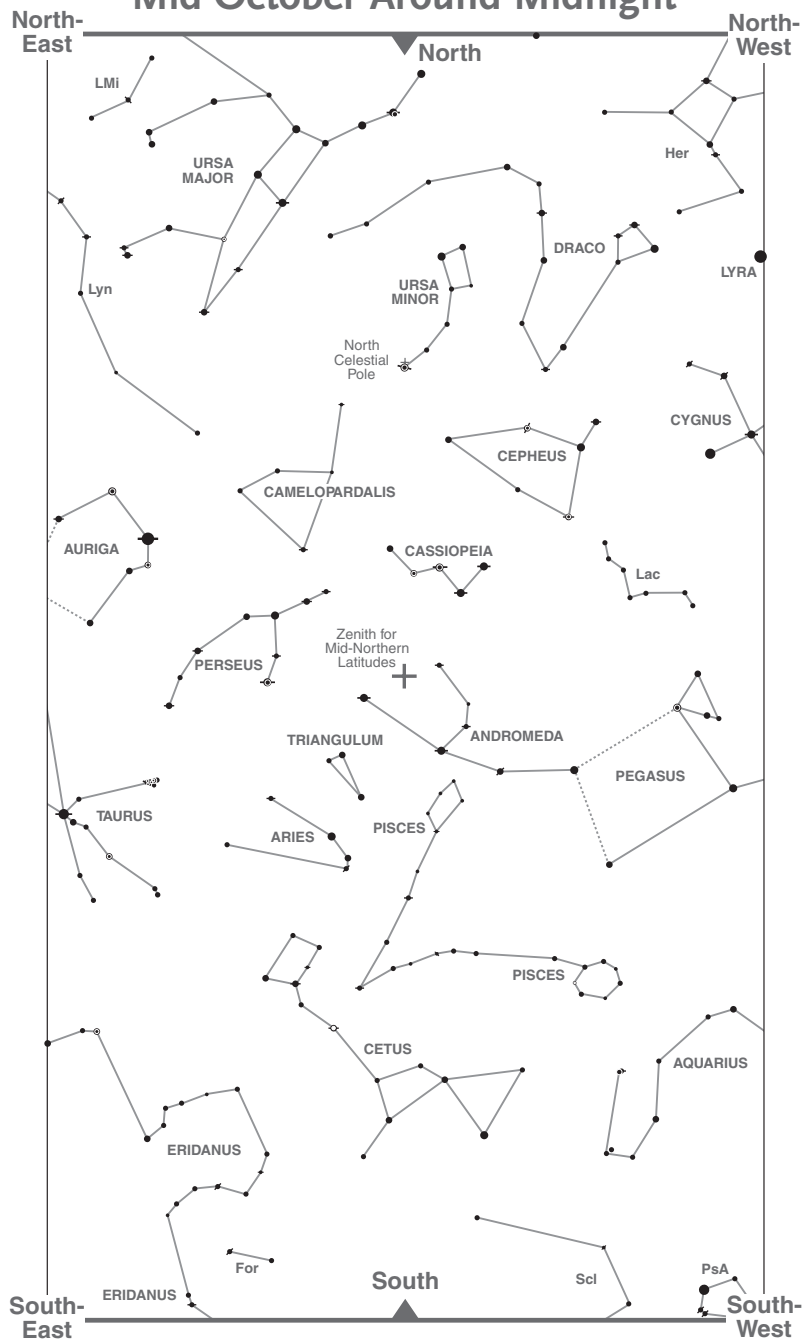 Mid October Around Midnight
North-
East
North
North-
West
LMi
URSA
MAJOR
Her
DRACO
LYRA
Lyn
URSA
MINOR
North
Celestial
Pole
CYGNUS
CEPHEUS
CAMELOPARDALIS
AURIGA
CASSIOPEIA
Lac
Zenith for
Mid-Northern
Latitudes
PERSEUS
ANDROMEDA
TRIANGULUM
PEGASUS
TAURUS
PISCES
ARIES
PISCES
CETUS
AQUARIUS
ERIDANUS
For
Scl
PsA
ERIDANUS
South
South-
East
South-
West